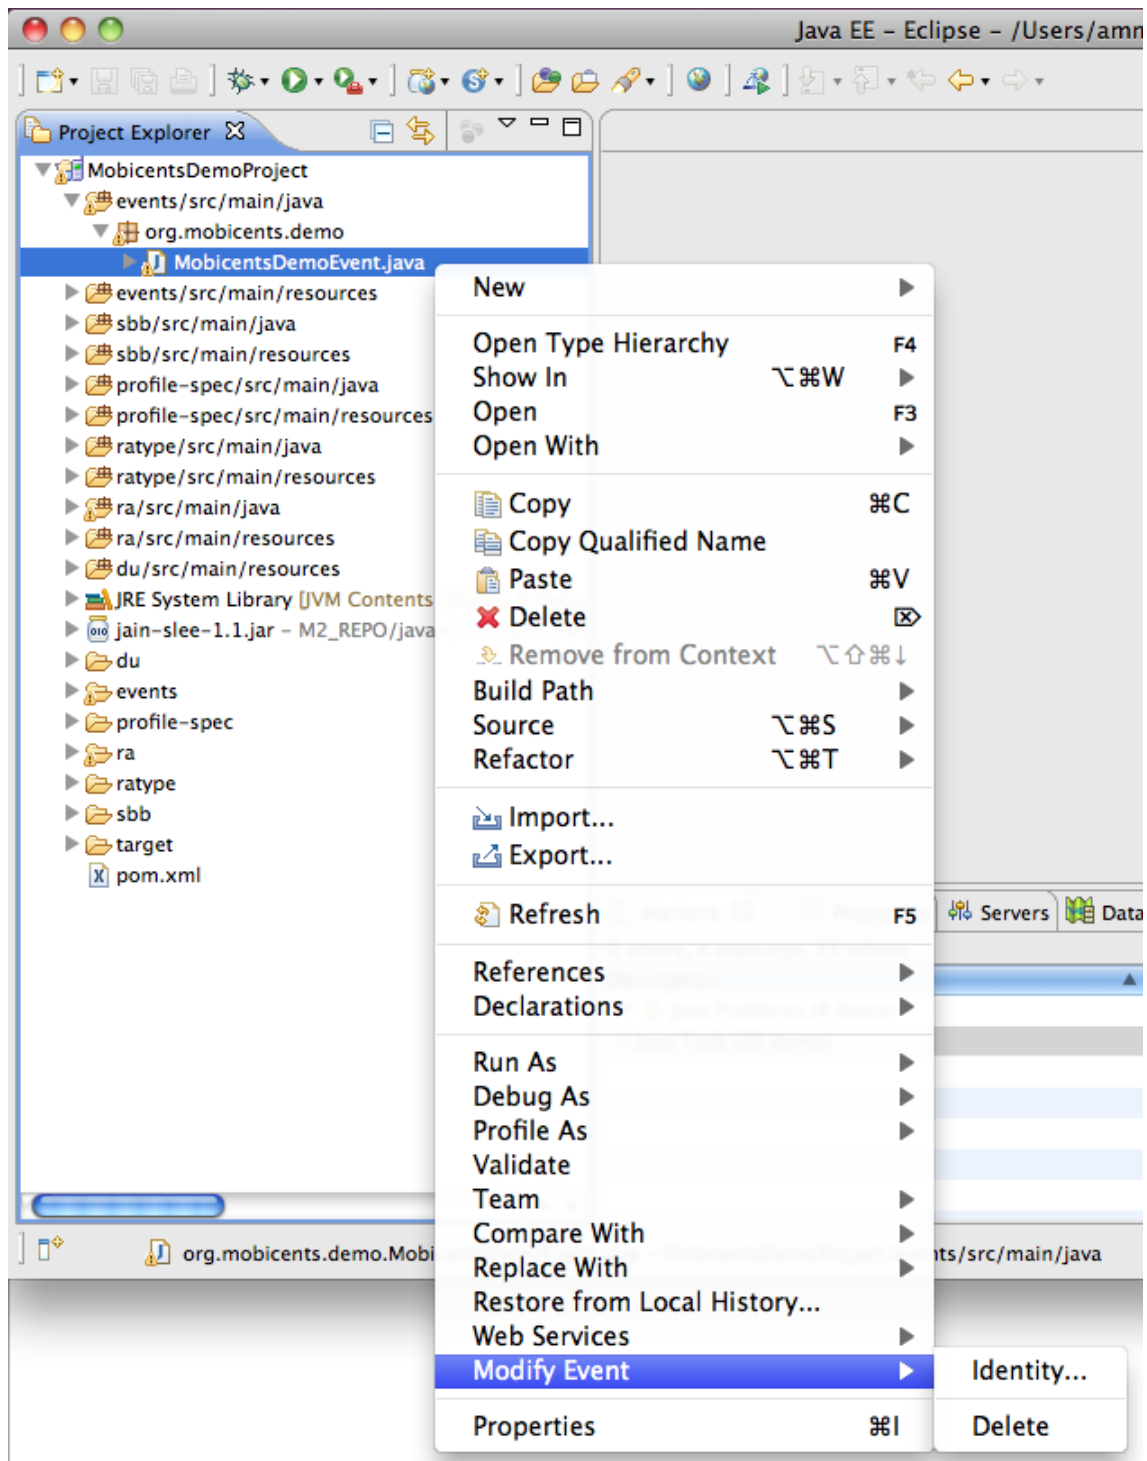 Java EE – Eclipse – /Users/amm
Project Explorer
MobicentsDemoProject
events/src/main/java
org.mobicents.demo
MobicentsDemoEvent.java
events/src/main/resources
sbb/src/main/java
sbb/src/main/resources
profile-spec/src/main/java
profile-spec/src/main/resources
ratype/src/main/java
ratype/src/main/resources
ra/src/main/java
ra/src/main/resources
du/src/main/resources
JRE System Library [JVM Contents
jain-slee-1.1.jar – M2_REPO/java
du
events
profile-spec
ra
ratype
sbb
target
pom.xml
New
Open Type Hierarchy F4
Show In ⌥⌘W
Open F3
Open With
Copy ⌘C
Copy Qualified Name
Paste ⌘V
Delete ⌦
Remove from Context ⌥⇧⌘↓
Build Path
Source ⌥⌘S
Refactor ⌥⌘T
Import...
Export...
Refresh F5
References
Declarations
Run As
Debug As
Profile As
Validate
Team
Compare With
Replace With
Restore from Local History...
Web Services
Modify Event
Properties ⌘I
Identity...
Delete
Servers Data
org.mobicents.demo.Mobi
ts/src/main/java